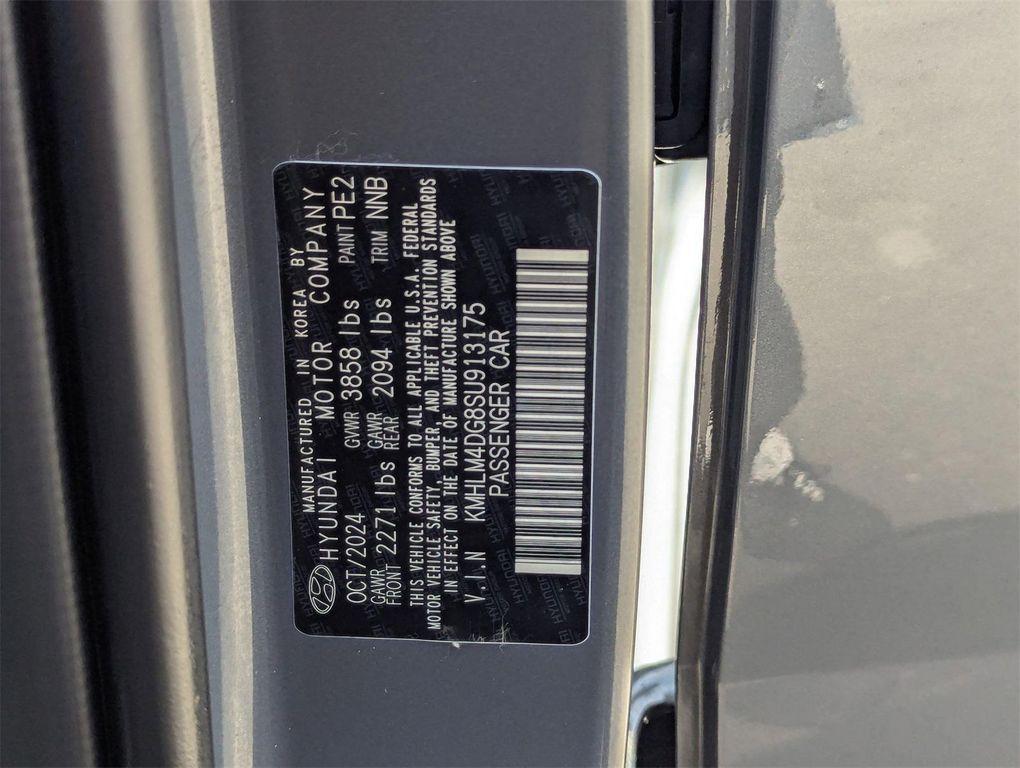 MANUFACTURED IN KOREA BY
HYUNDAI MOTOR COMPANY
OCT/2024 GVWR 3858 lbs PAINT PE2
GAWR FRONT 2271 lbs GAWR REAR 2094 lbs TRIM NNB
THIS VEHICLE CONFORMS TO ALL APPLICABLE U.S.A. FEDERAL
MOTOR VEHICLE SAFETY, BUMPER, AND THEFT PREVENTION STANDARDS
IN EFFECT ON THE DATE OF MANUFACTURE SHOWN ABOVE
V.I.N KMHLM4DG8SU913175
PASSENGER CAR